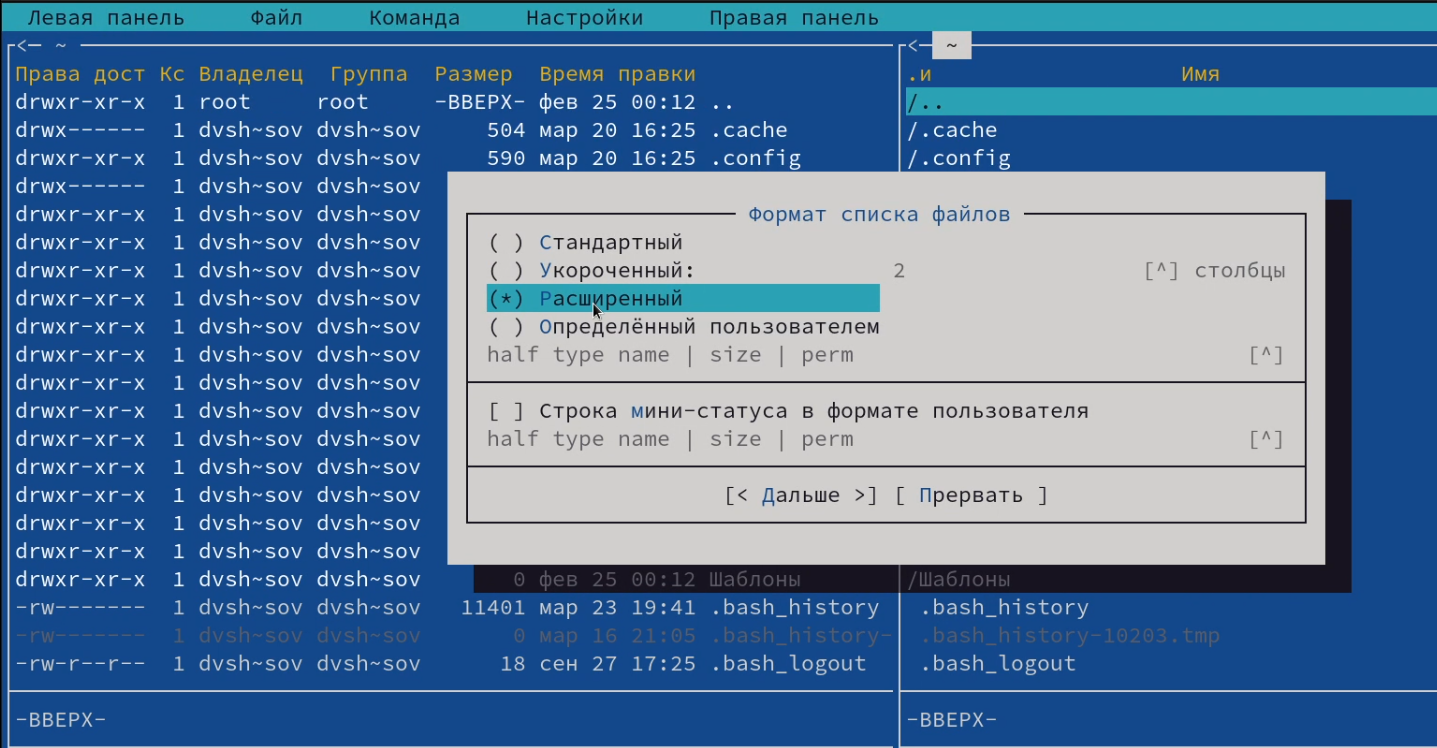 Левая панель Файл Команда Настройки Правая панель
<— ~
<— ~
Права дост Кс Владелец Группа Размер Время правки
.и Имя
drwxr-xr-x 1 root root -ВВЕРХ- фев 25 00:12 ..
/..
drwx------ 1 dvsh~sov dvsh~sov 504 мар 20 16:25 .cache
/.cache
drwxr-xr-x 1 dvsh~sov dvsh~sov 590 мар 20 16:25 .config
/.config
drwx------ 1 dvsh~sov dvsh~sov
drwxr-xr-x 1 dvsh~sov dvsh~sov
drwxr-xr-x 1 dvsh~sov dvsh~sov
drwxr-xr-x 1 dvsh~sov dvsh~sov
drwxr-xr-x 1 dvsh~sov dvsh~sov
drwxr-xr-x 1 dvsh~sov dvsh~sov
drwxr-xr-x 1 dvsh~sov dvsh~sov
drwxr-xr-x 1 dvsh~sov dvsh~sov
drwxr-xr-x 1 dvsh~sov dvsh~sov
drwxr-xr-x 1 dvsh~sov dvsh~sov
drwxr-xr-x 1 dvsh~sov dvsh~sov
drwxr-xr-x 1 dvsh~sov dvsh~sov
drwxr-xr-x 1 dvsh~sov dvsh~sov
drwxr-xr-x 1 dvsh~sov dvsh~sov
Формат списка файлов
( ) Стандартный
( ) Укороченный: 2 [^] столбцы
(*) Расширенный
( ) Определённый пользователем
half type name | size | perm [^]
[ ] Строка мини-статуса в формате пользователя
half type name | size | perm [^]
[< Дальше >] [ Прервать ]
drwxr-xr-x 1 dvsh~sov dvsh~sov 0 фев 25 00:12 Шаблоны
/Шаблоны
-rw------- 1 dvsh~sov dvsh~sov 11401 мар 23 19:41 .bash_history
.bash_history
-rw------- 1 dvsh~sov dvsh~sov 0 мар 16 21:05 .bash_history-
.bash_history-10203.tmp
-rw-r--r-- 1 dvsh~sov dvsh~sov 18 сен 27 17:25 .bash_logout
.bash_logout
-ВВЕРХ-
-ВВЕРХ-